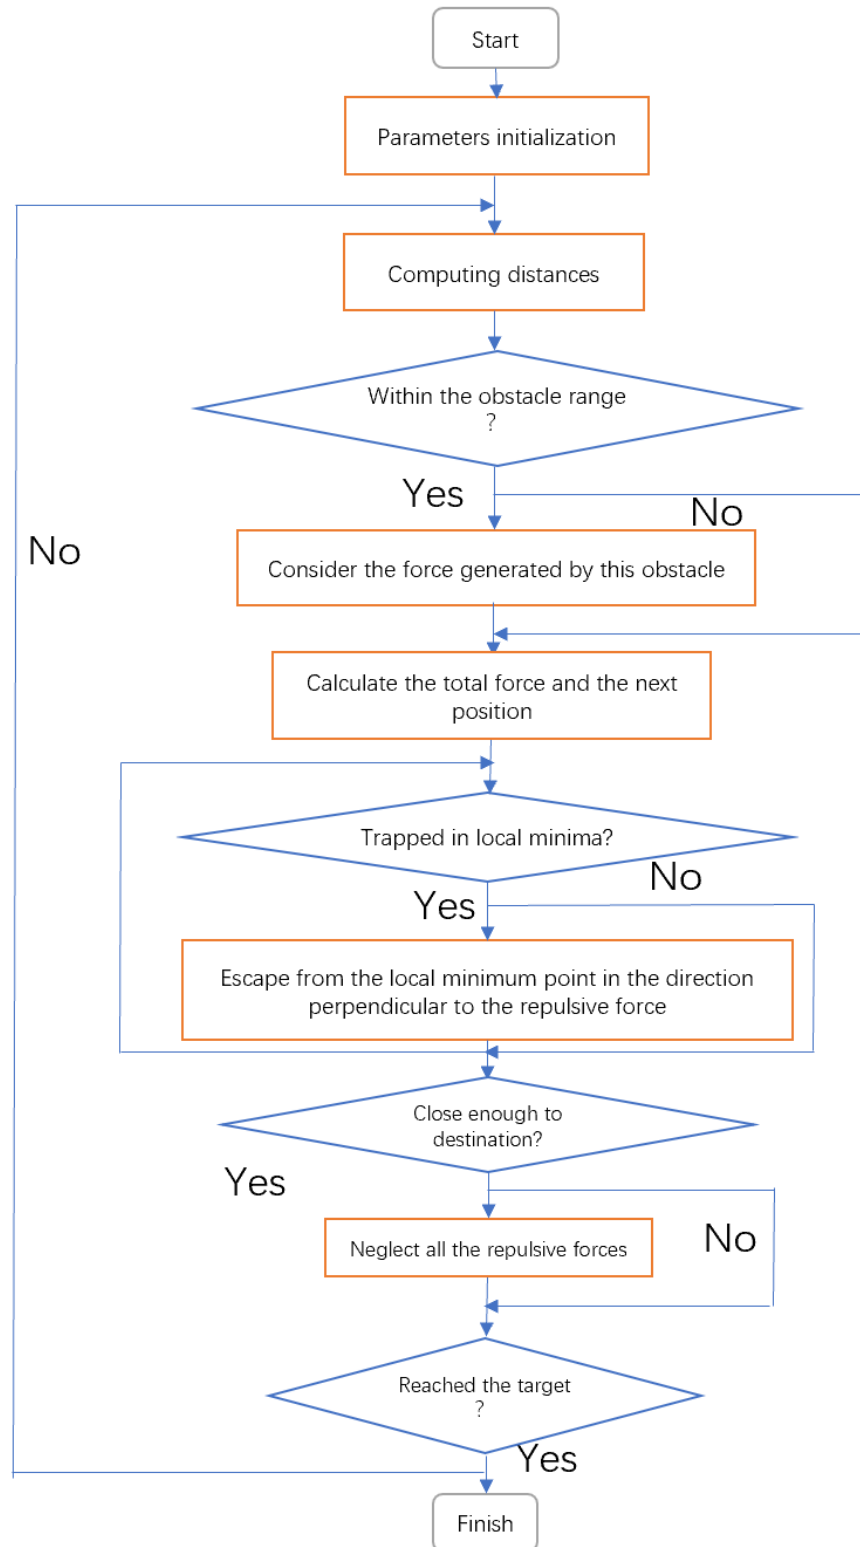 Start
Parameters initialization
Computing distances
Within the obstacle range
?
Yes
No
No
Consider the force generated by this obstacle
Calculate the total force and the next
position
Trapped in local minima?
No
Yes
Escape from the local minimum point in the direction
perpendicular to the repulsive force
Close enough to
destination?
Yes
No
Neglect all the repulsive forces
Reached the target
?
Yes
Finish